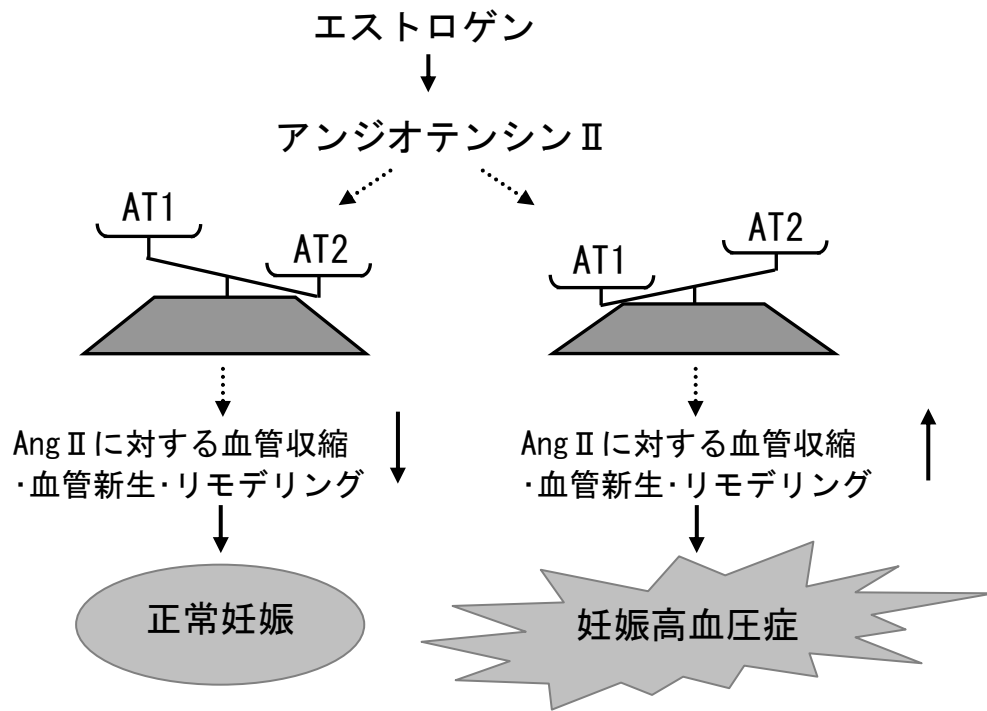 エストロゲン
アンジオテンシンⅡ
AT1
AT2
AT1
AT2
AngⅡに対する血管収縮
・血管新生・リモデリング
AngⅡに対する血管収縮
・血管新生・リモデリング
正常妊娠
妊娠高血圧症